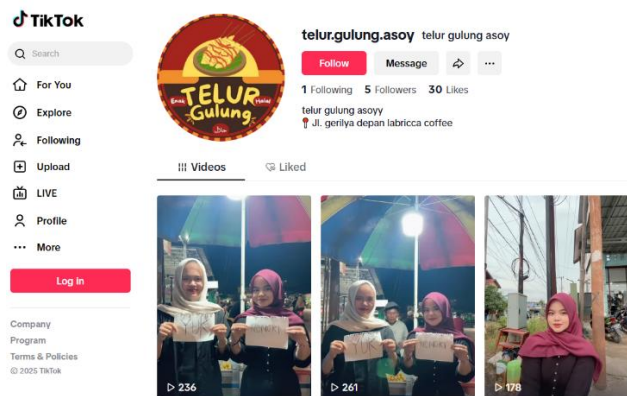 TikTok
telur.gulung.asoy telur gulung asoy
Search
Follow
Message
For You
1 Following 5 Followers 30 Likes
Explore
telur gulung asoyy
Jl. gerilya depan labricca coffee
Following
Upload
Videos
Liked
LIVE
Profile
More
Log In
Company
Program
Terms & Policies
© 2025 TikTok
Enak
TELUR
Halal
Gulung
YUK
YUK
236
261
178